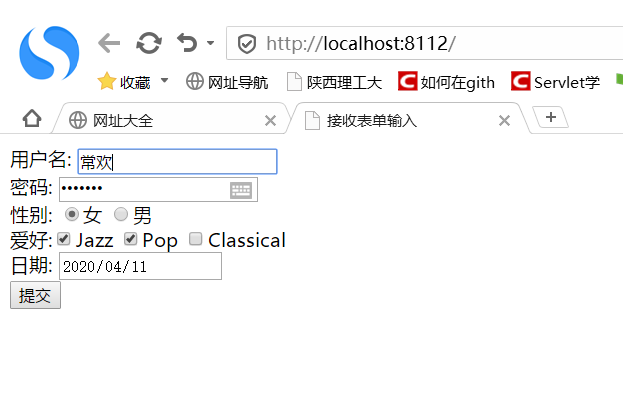 http://localhost:8112/
收藏 网址导航 陕西理工大 如何在gith Servlet学
网址大全 接收表单输入
用户名: 常欢
密码: •••••••
性别: 女 男
爱好: Jazz Pop Classical
日期: 2020/04/11
提交